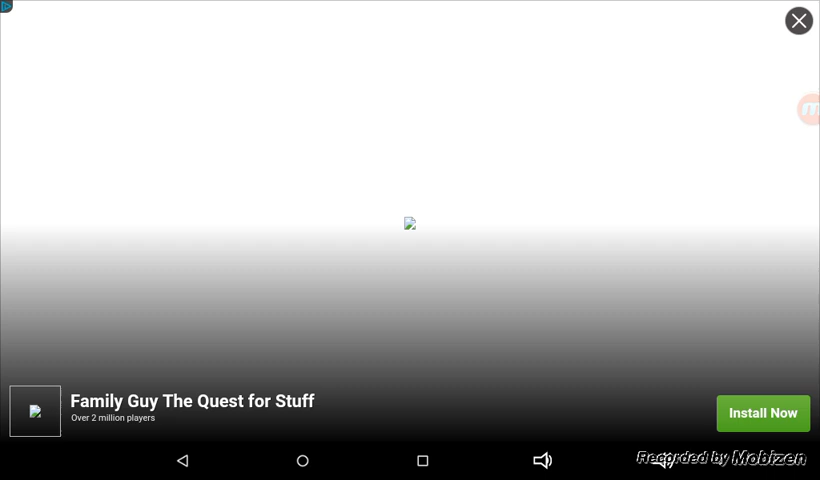 Family Guy The Quest for Stuff
Over 2 million players
Install Now
Recorded by Mobizen